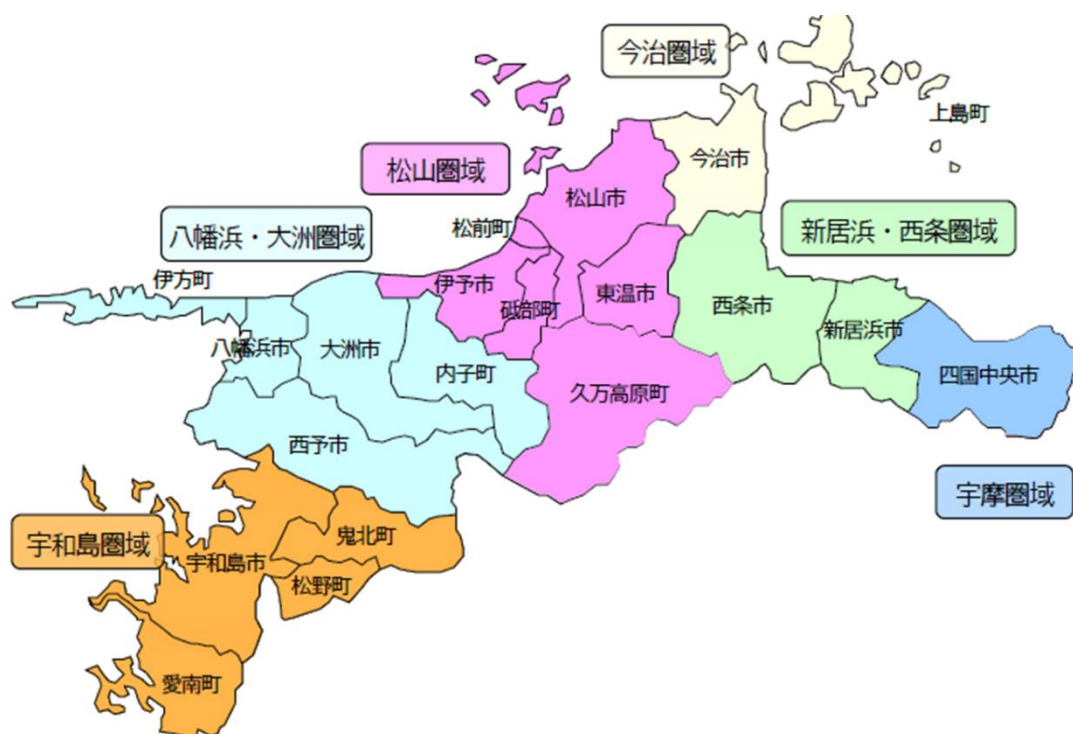 今治圏域
上島町
今治市
松山圏域
松山市
八幡浜・大洲圏域
松前町
新居浜・西条圏域
伊方町
伊予市
砥部町
東温市
西条市
新居浜市
八幡浜市
大洲市
内子町
久万高原町
四国中央市
西予市
宇摩圏域
宇和島圏域
鬼北町
宇和島市
松野町
愛南町